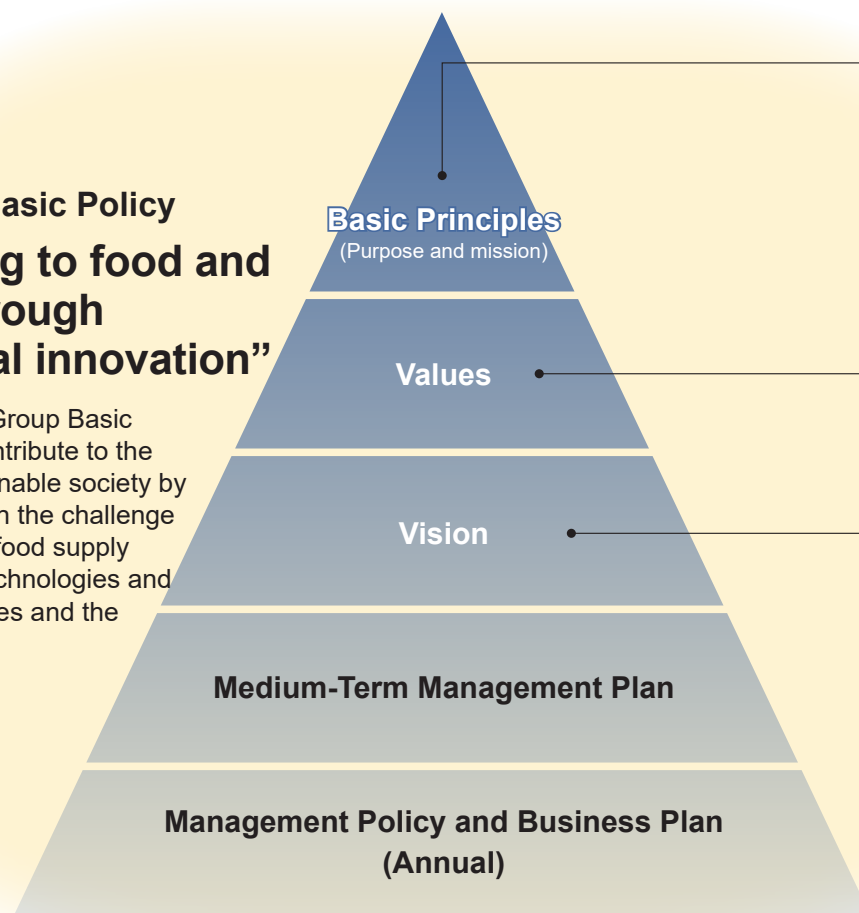 asic Policy
g to food and
ough
al innovation”
Group Basic
ntribute to the
nable society by
n the challenge
food supply
chnologies and
es and the
Basic Principles
(Purpose and mission)
Values
Vision
Medium-Term Management Plan
Management Policy and Business Plan
(Annual)